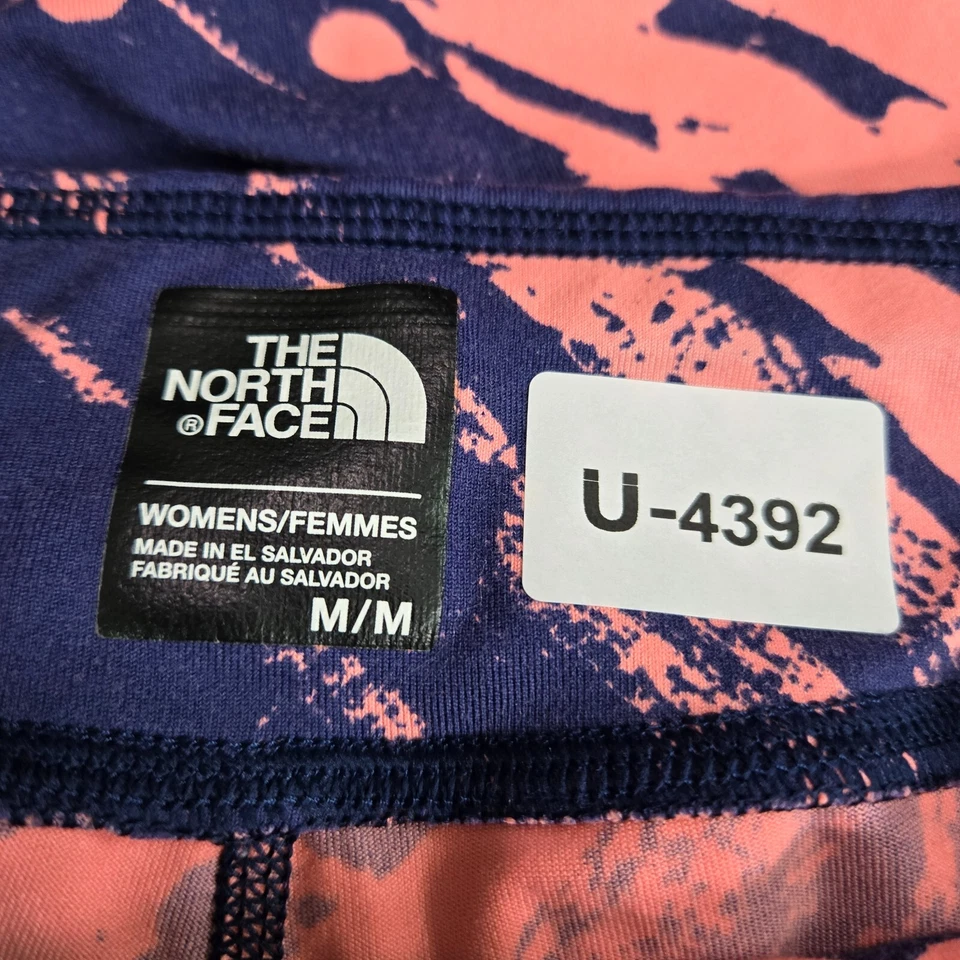 THE
NORTH
®FACE
WOMENS/FEMMES
MADE IN EL SALVADOR
FABRIQUÉ AU SALVADOR
M/M
U-4392